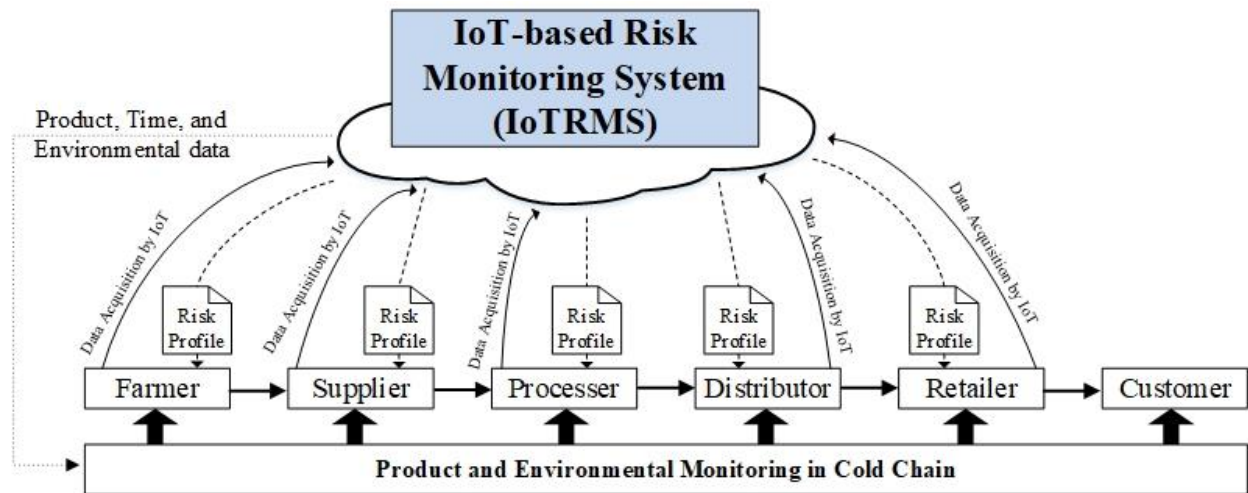 IoT-based Risk
Monitoring System
(IoTRMS)
Product, Time, and
Environmental data
Data Acquisition by IoT
Data Acquisition by IoT
Data Acquisition by IoT
Data Acquisition by IoT
Data Acquisition by IoT
Risk
Profile
Risk
Profile
Risk
Profile
Risk
Profile
Risk
Profile
Farmer
Supplier
Processer
Distributor
Retailer
Customer
Product and Environmental Monitoring in Cold Chain